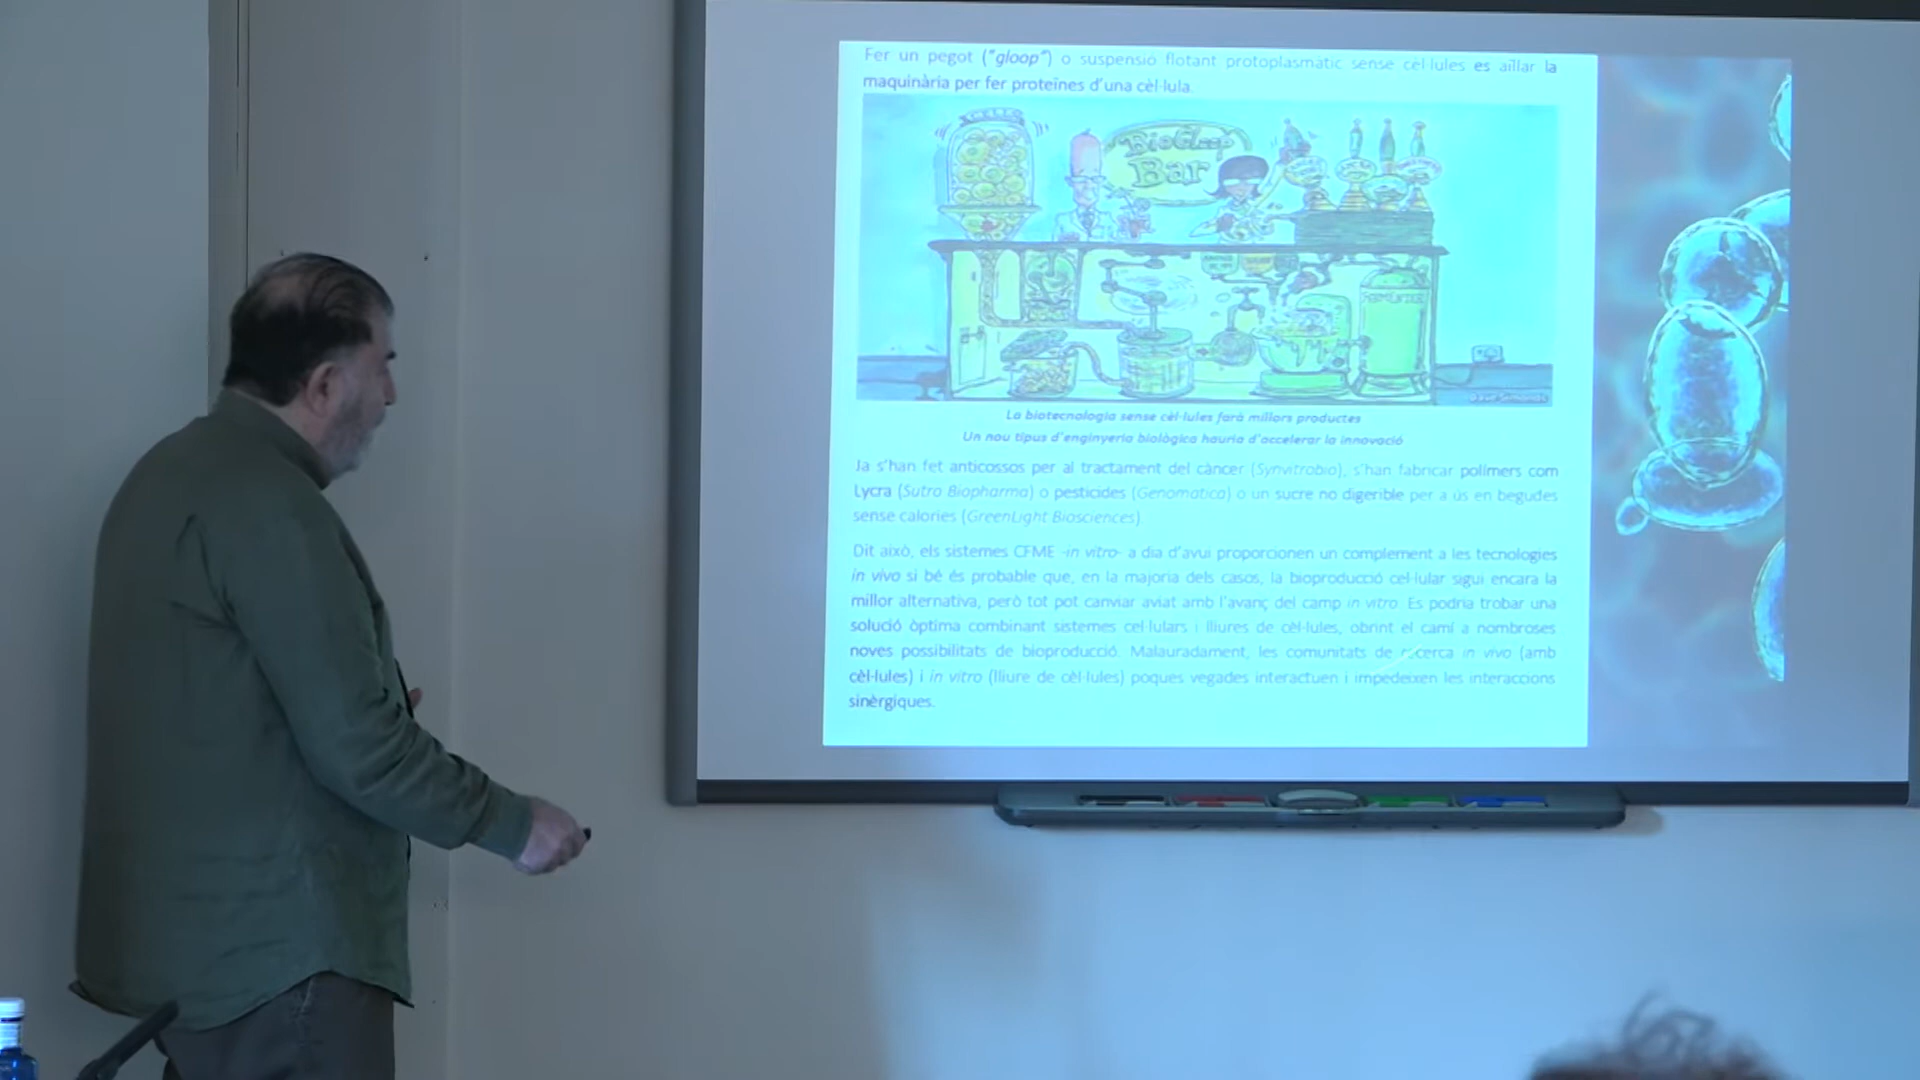 Fer un pegot ("gloop") o suspensió flotant protoplasmàtic sense cèl·lules es aïllar la
maquinària per fer proteïnes d'una cèl·lula.
BioGloop
Bar
FERMENTER
La biotecnologia sense cèl·lules farà millors productes
Un nou tipus d'enginyeria biològica hauria d'accelerar la innovació
Ja s'han fet anticossos per al tractament del càncer (Synvitrobio), s'han fabricar polímers com
Lycra (Sutro Biopharma) o pesticides (Genomatica) o un sucre no digerible per a ús en begudes
sense calories (GreenLight Biosciences).
Dit això, els sistemes CFME -in vitro- a dia d'avui proporcionen un complement a les tecnologies
in vivo si bé és probable que, en la majoria dels casos, la bioproducció cel·lular sigui encara la
millor alternativa, però tot pot canviar aviat amb l'avanç del camp in vitro. Es podria trobar una
solució òptima combinant sistemes cel·lulars i lliures de cèl·lules, obrint el camí a nombroses
noves possibilitats de bioproducció. Malauradament, les comunitats de recerca in vivo (amb
cèl·lules) i in vitro (lliure de cèl·lules) poques vegades interactuen i impedeixen les interaccions
sinèrgiques.